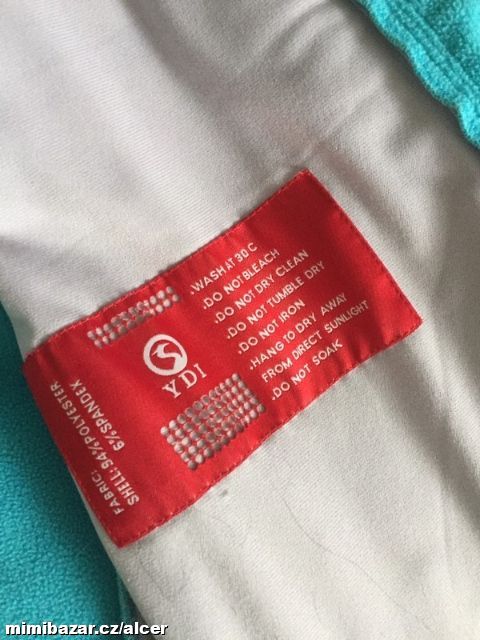 .WASH AT 30 C
.DO NOT BLEACH
.DO NOT DRY CLEAN
.DO NOT TUMBLE DRY
.DO NOT IRON
.HANG TO DRY AWAY
FROM DIRECT SUNLIGHT
.DO NOT SOAK
S
YDI
FABRIC:
SHELL: 94%POLYESTER
6%SPANDEX
mimibazar.cz/alcer